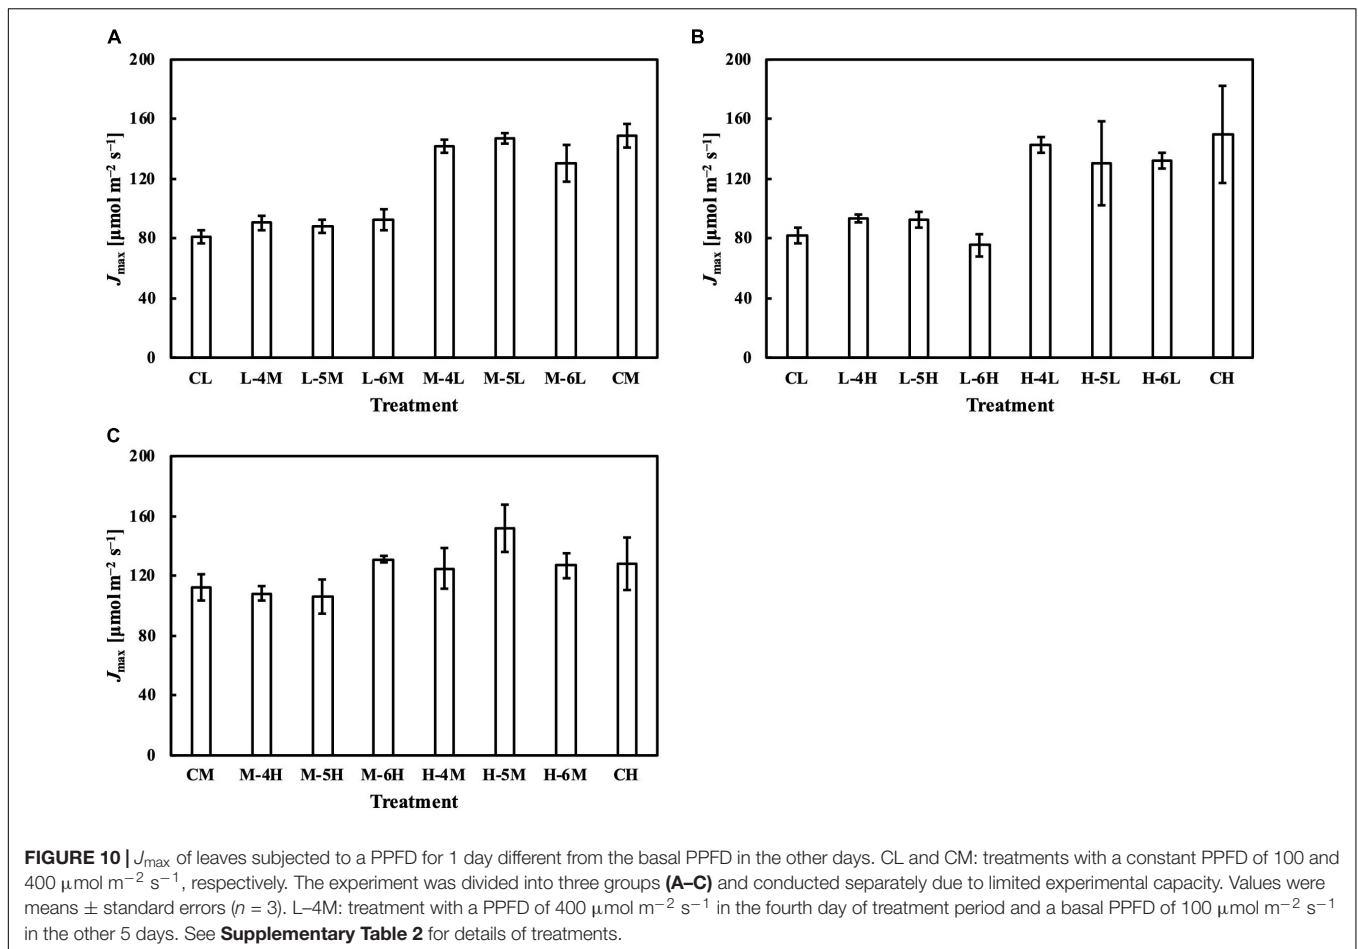 A
200
160
120
80
40
0
Jmax [μmol m−2 s−1]
CL L-4M L-5M L-6M M-4L M-5L M-6L CM
Treatment
B
200
160
120
80
40
0
Jmax [μmol m−2 s−1]
CL L-4H L-5H L-6H H-4L H-5L H-6L CH
Treatment
C
200
160
120
80
40
0
Jmax [μmol m−2 s−1]
CM M-4H M-5H M-6H H-4M H-5M H-6M CH
Treatment
FIGURE 10 | Jmax of leaves subjected to a PPFD for 1 day different from the basal PPFD in the other days. CL and CM: treatments with a constant PPFD of 100 and
400 μmol m−2 s−1, respectively. The experiment was divided into three groups (A–C) and conducted separately due to limited experimental capacity. Values were
means ± standard errors (n = 3). L–4M: treatment with a PPFD of 400 μmol m−2 s−1 in the fourth day of treatment period and a basal PPFD of 100 μmol m−2 s−1
in the other 5 days. See Supplementary Table 2 for details of treatments.